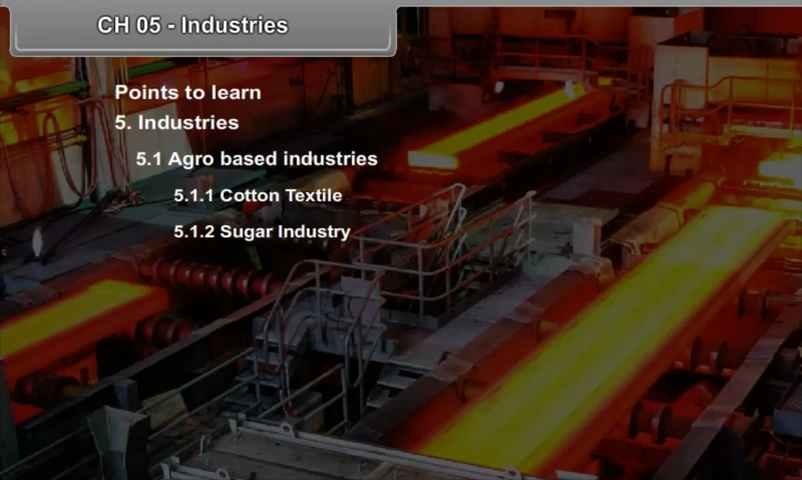 CH 05 - Industries
Points to learn
5. Industries
5.1 Agro based industries
5.1.1 Cotton Textile
5.1.2 Sugar Industry